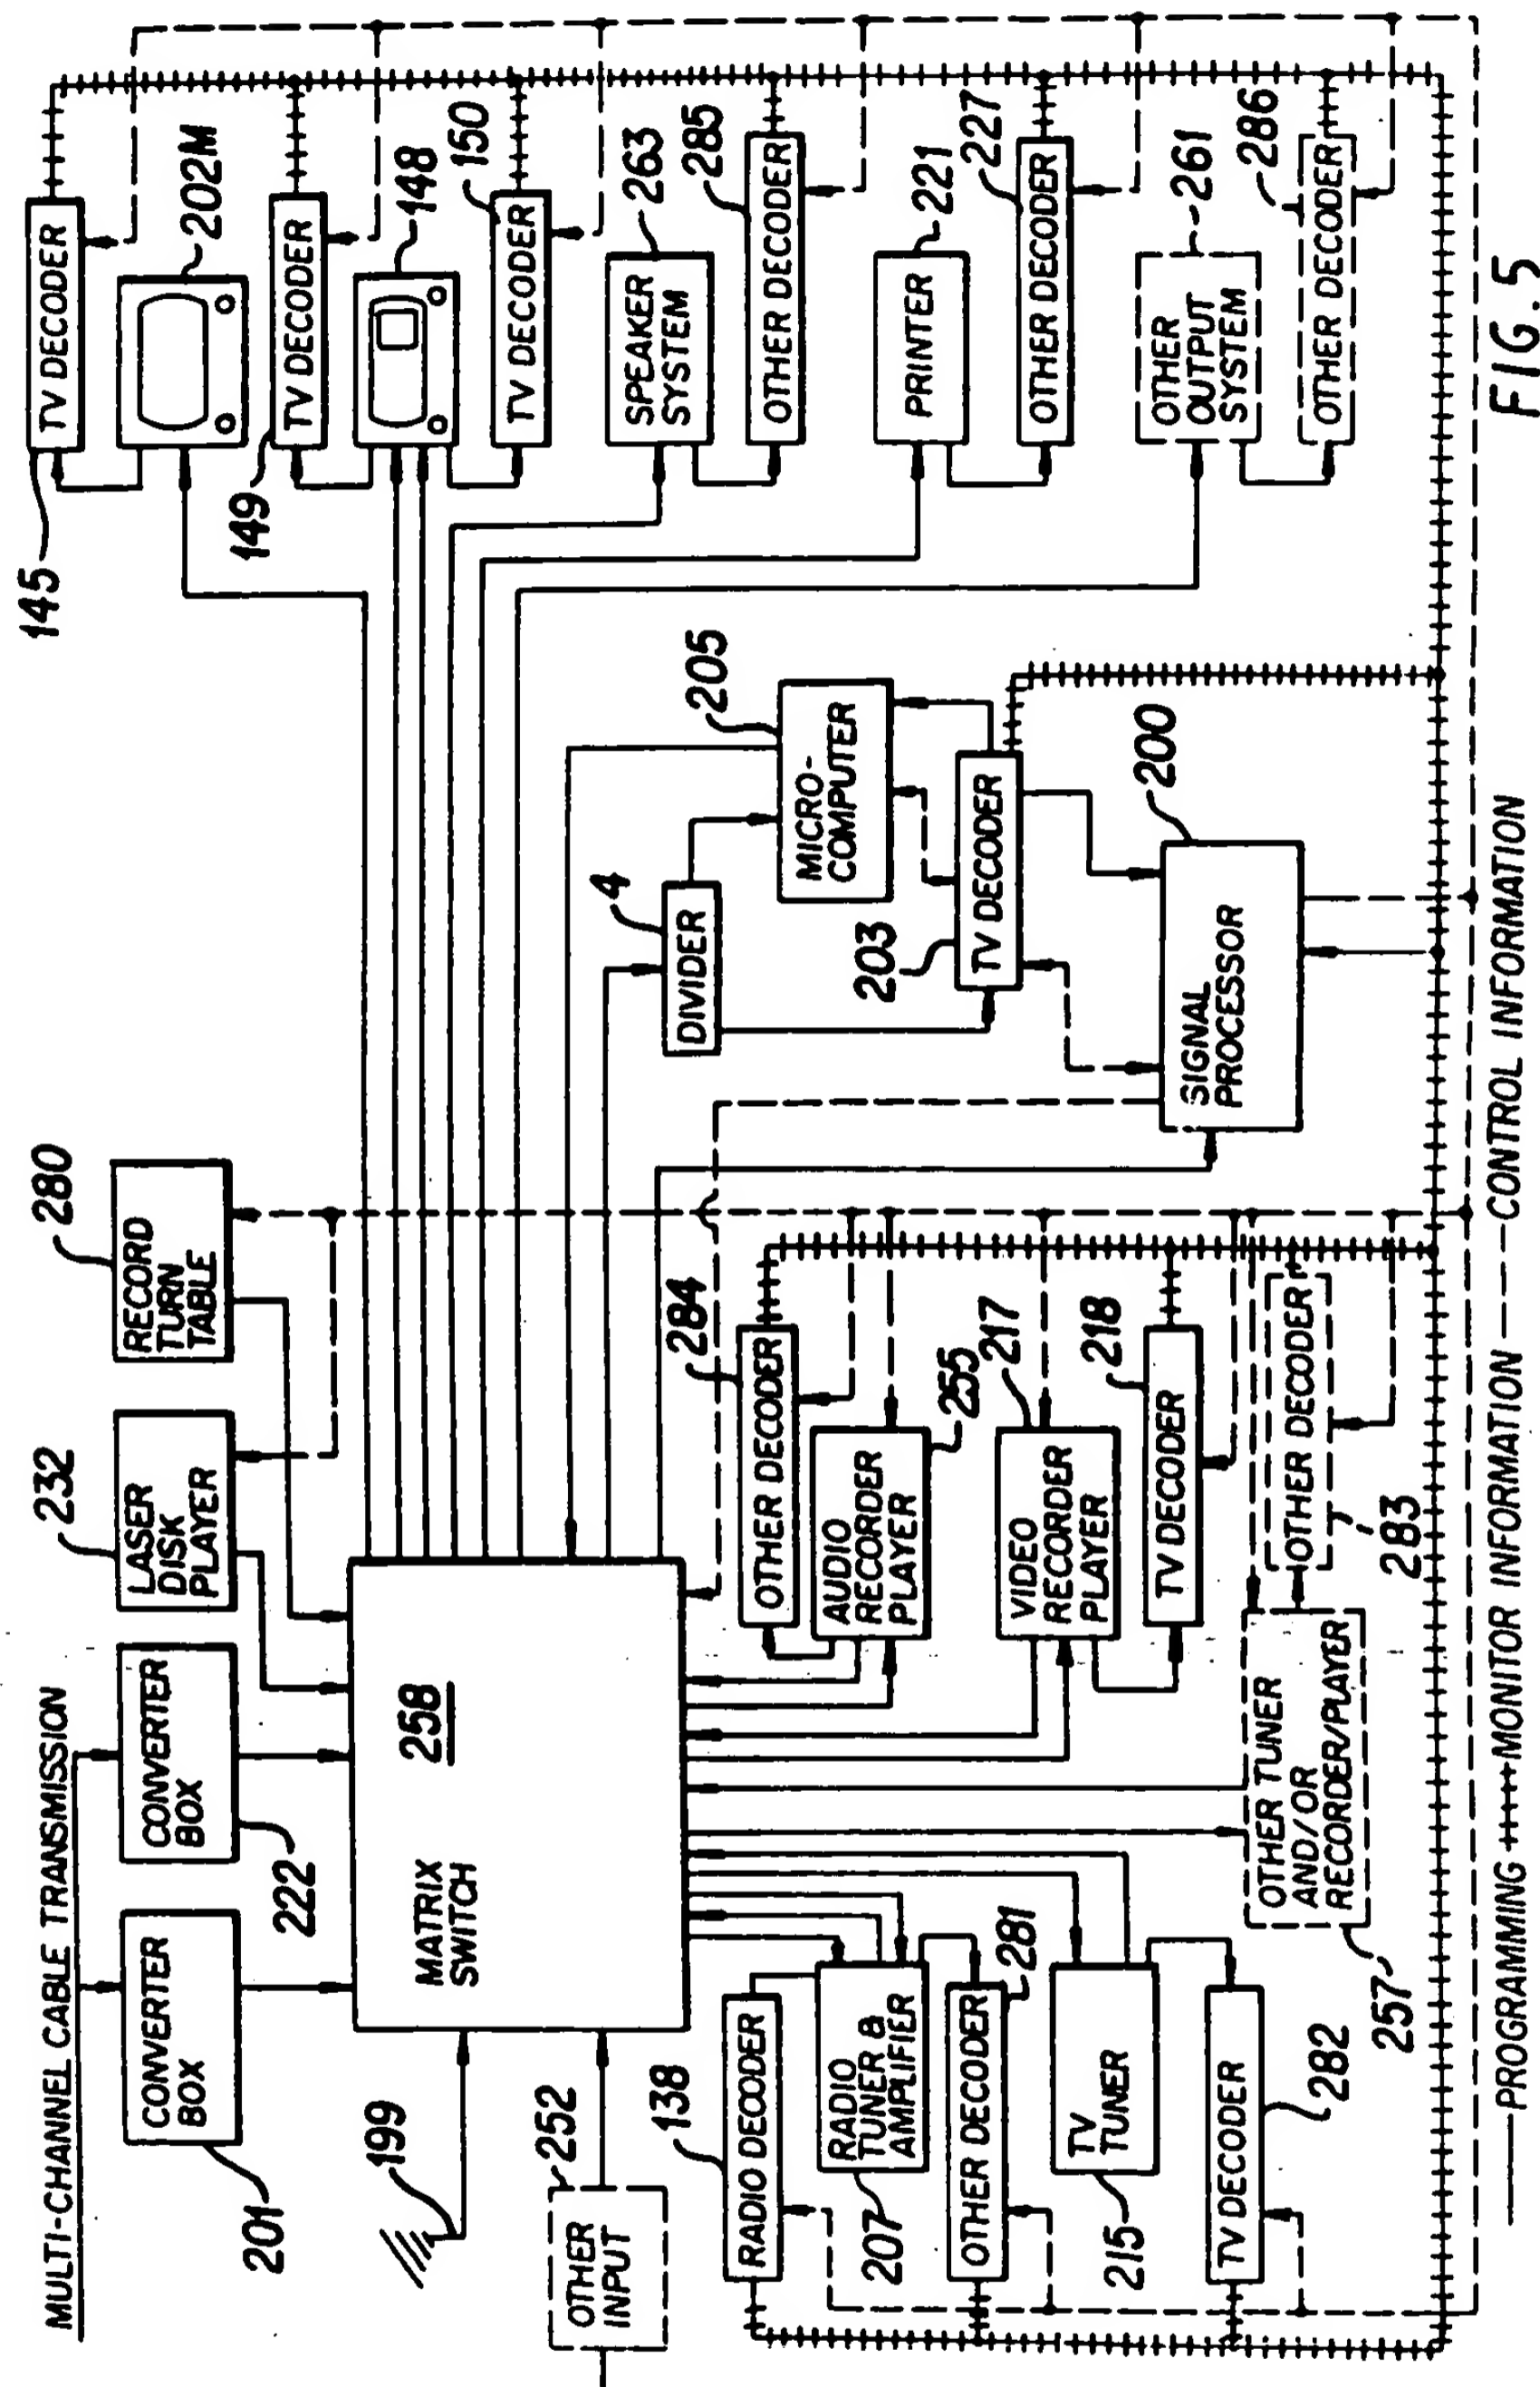 MULTI-CHANNEL CABLE TRANSMISSION
CONVERTER
BOX
201
CONVERTER
BOX
222
LASER
DISK
PLAYER
232
RECORD
TURN
TABLE
280
199
OTHER
INPUT
252
MATRIX
SWITCH
258
TV DECODER
145
202M
TV DECODER
149
148
TV DECODER
150
SPEAKER
SYSTEM
263
OTHER DECODER
285
PRINTER
221
OTHER DECODER
227
OTHER
OUTPUT
SYSTEM
261
OTHER DECODER
286
DIVIDER
4
MICRO-
COMPUTER
205
TV DECODER
203
SIGNAL
PROCESSOR
200
RADIO DECODER
138
RADIO
TUNER &
AMPLIFIER
207
OTHER DECODER
281
TV
TUNER
215
TV DECODER
282
OTHER DECODER
284
AUDIO
RECORDER
PLAYER
255
VIDEO
RECORDER
PLAYER
217
TV DECODER
218
OTHER DECODER
283
OTHER TUNER
AND/OR
RECORDER/PLAYER
257
PROGRAMMING MONITOR INFORMATION CONTROL INFORMATION
FIG. 5